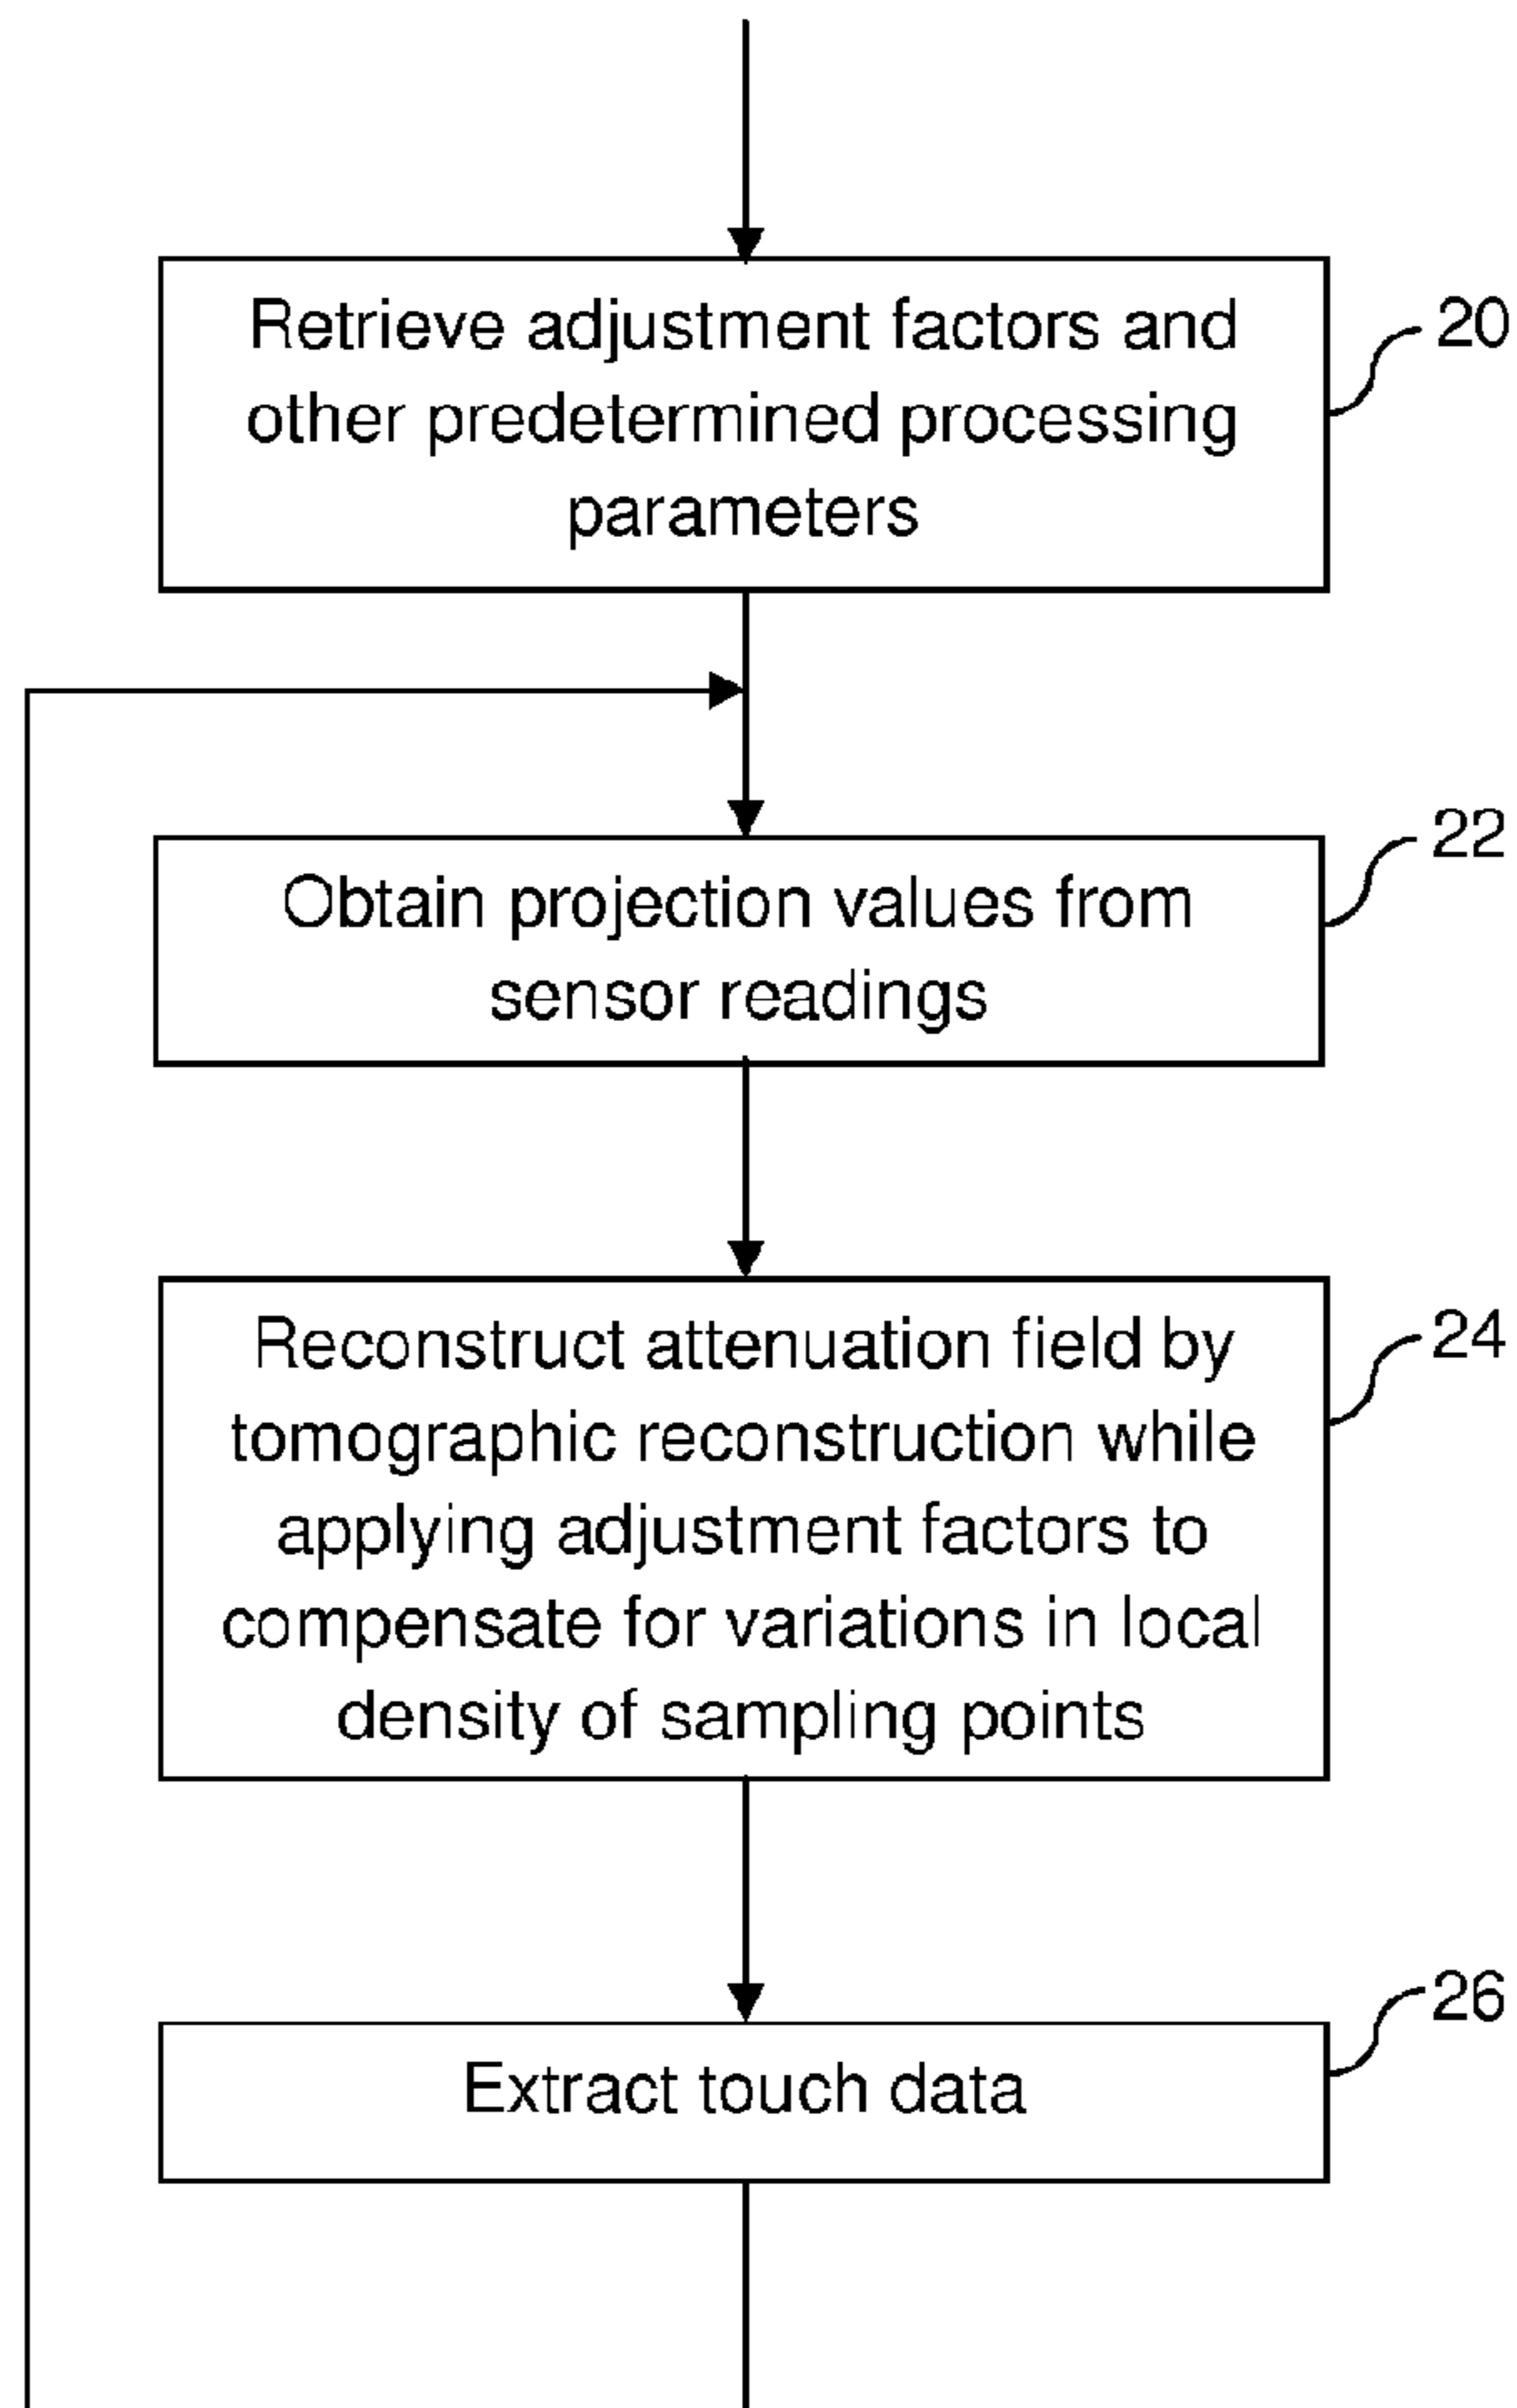 Retrieve adjustment factors and
other predetermined processing
parameters
20
Obtain projection values from
sensor readings
22
Reconstruct attenuation field by
tomographic reconstruction while
applying adjustment factors to
compensate for variations in local
density of sampling points
24
Extract touch data
26